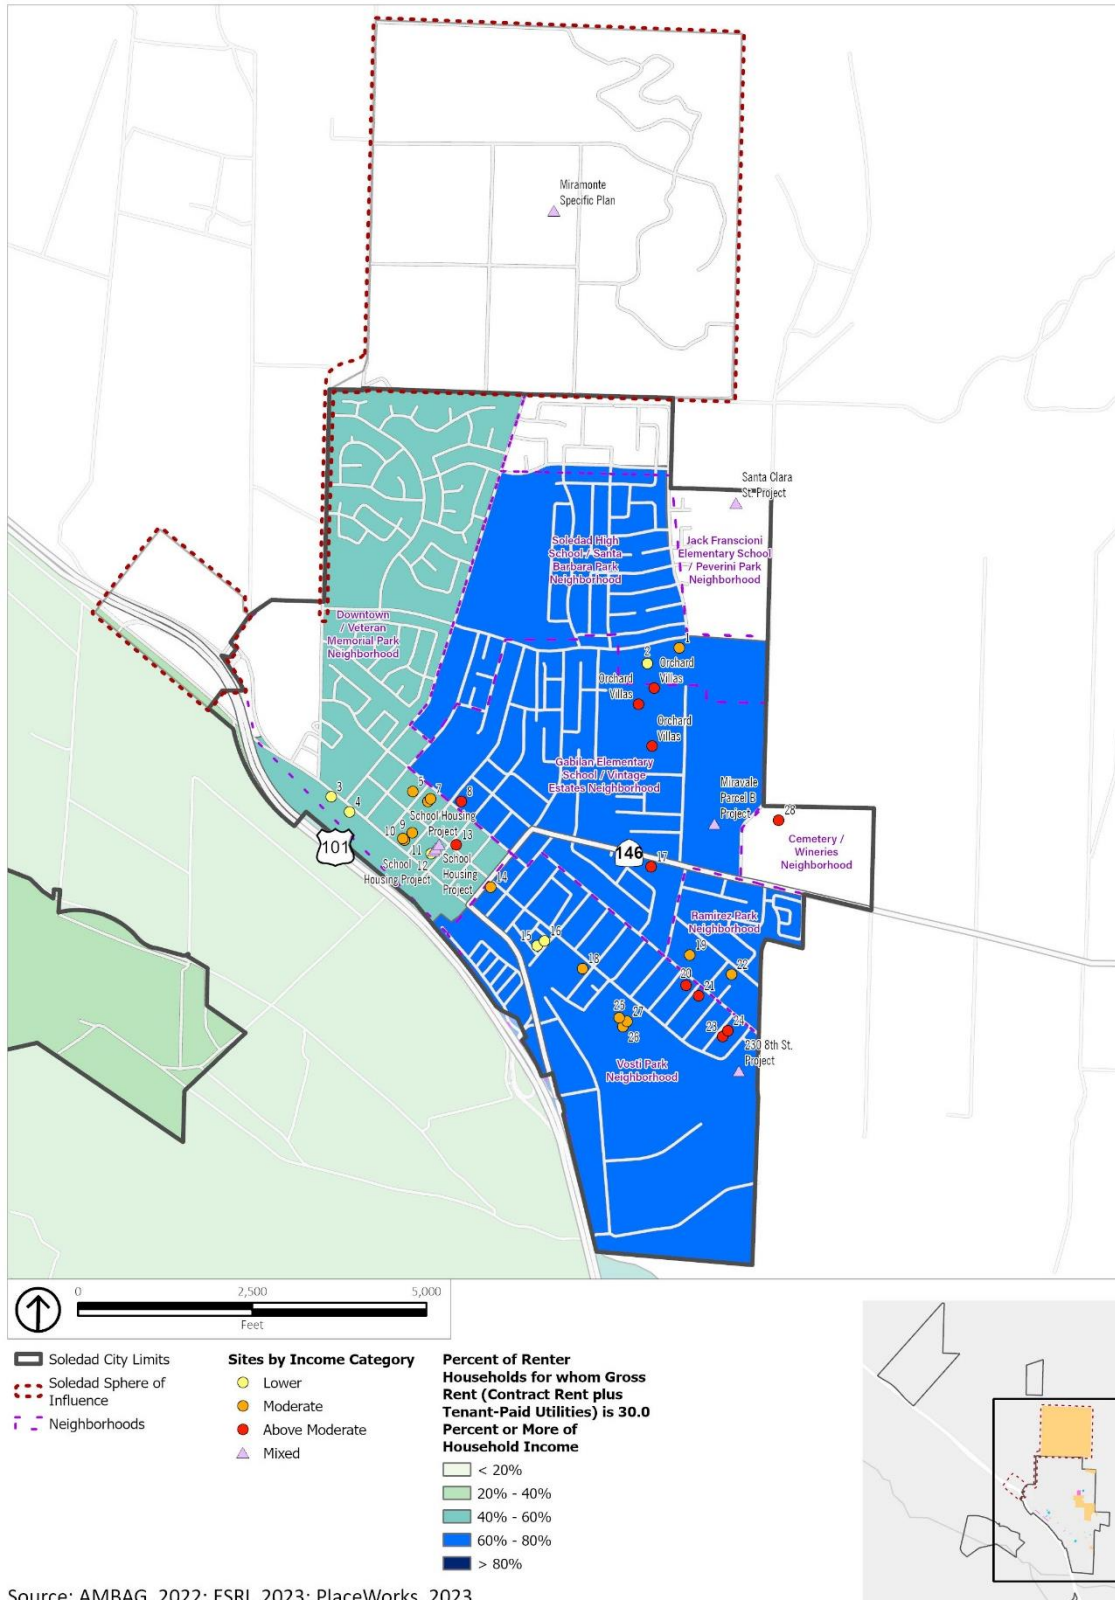 Miramonte
Specific Plan
Santa Clara
St. Project
Soledad High
School / Santa
Barbara Park
Neighborhood
Jack Franscioni
Elementary School
/ Peverini Park
Neighborhood
Downtown
/ Veteran
Memorial Park
Neighborhood
1
2
Orchard
Villas
Orchard
Villas
Orchard
Villas
Gabilan Elementary
School / Vintage
Estates Neighborhood
Miravale
Parcel B
Project
28
Cemetery /
Wineries
Neighborhood
3
4
5
7
8
School Housing
Project
9
10
11
12
13
School
Housing Project
School
Housing
Project
101
146
14
17
Ramirez Park
Neighborhood
15
16
18
19
20
21
22
23
24
25
27
26
230 8th St.
Project
Vosti Park
Neighborhood
0 2,500 5,000
Feet
Soledad City Limits
Soledad Sphere of
Influence
Neighborhoods
Sites by Income Category
Lower
Moderate
Above Moderate
Mixed
Percent of Renter
Households for whom Gross
Rent (Contract Rent plus
Tenant-Paid Utilities) is 30.0
Percent or More of
Household Income
< 20%
20% - 40%
40% - 60%
60% - 80%
> 80%
Source: AMBAG, 2022; ESRI, 2023; PlaceWorks, 2023